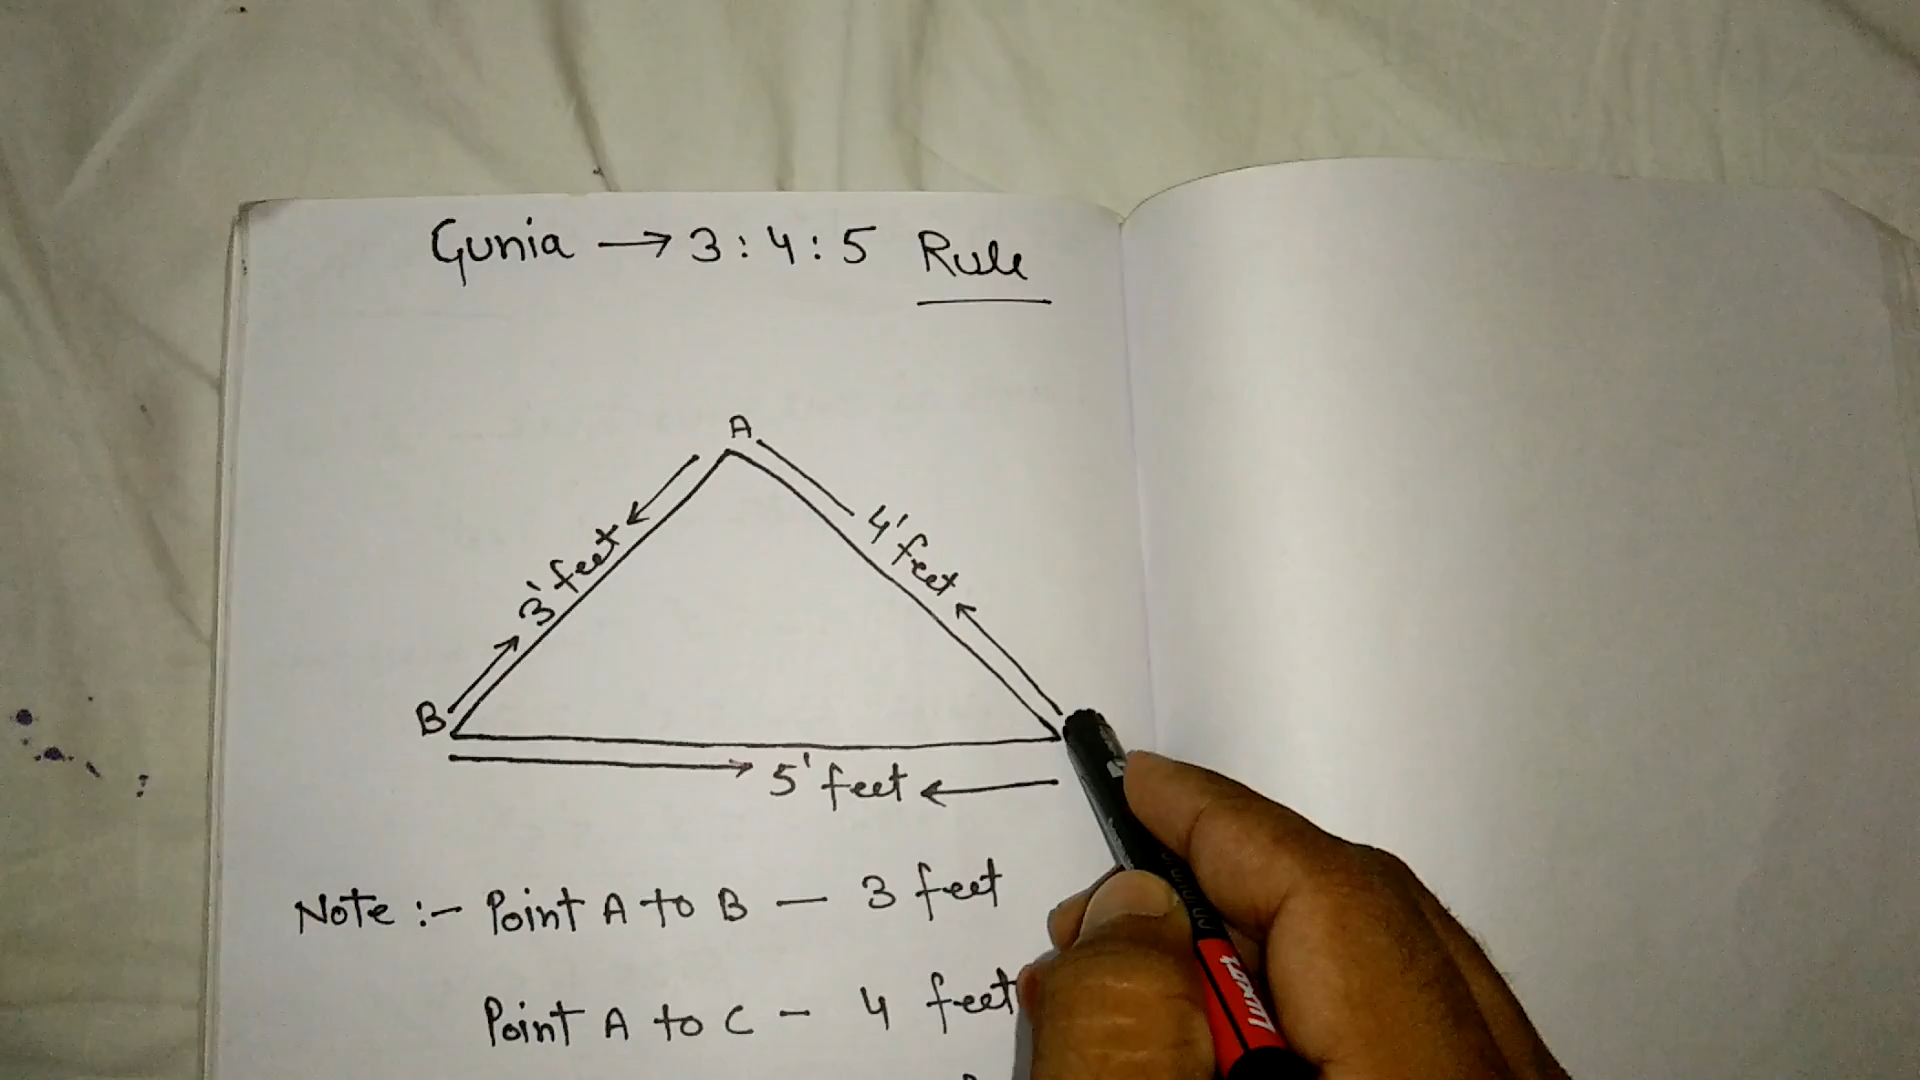 Gunia → 3 : 4 : 5 Rule
A
3' feet
4' feet
B
5' feet
Note :- Point A to B — 3 feet
Point A to C - 4 feet